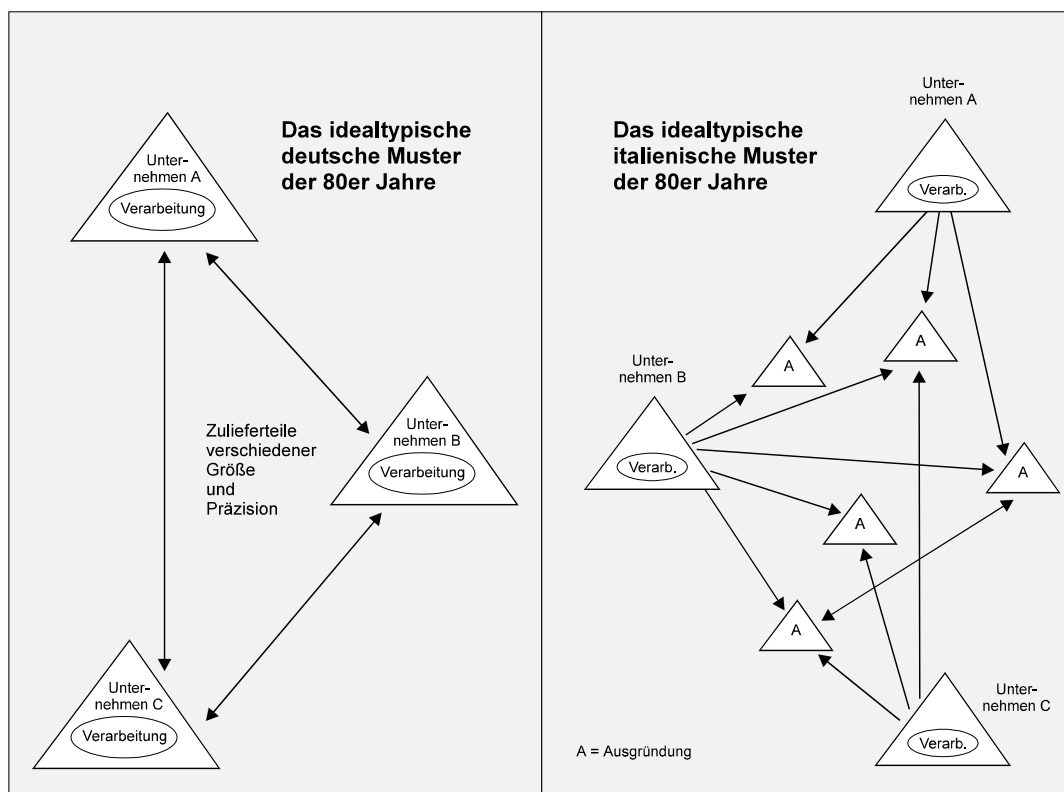 Das idealtypische
deutsche Muster
der 80er Jahre
Unter-
nehmen A
Verarbeitung
Zulieferteile
verschiedener
Größe
und
Präzision
Unter-
nehmen B
Verarbeitung
Unter-
nehmen C
Verarbeitung
Das idealtypische
italienische Muster
der 80er Jahre
Unter-
nehmen A
Verarb.
A
A
Unter-
nehmen B
Verarb.
A
A
A
Unter-
nehmen C
Verarb.
A = Ausgründung